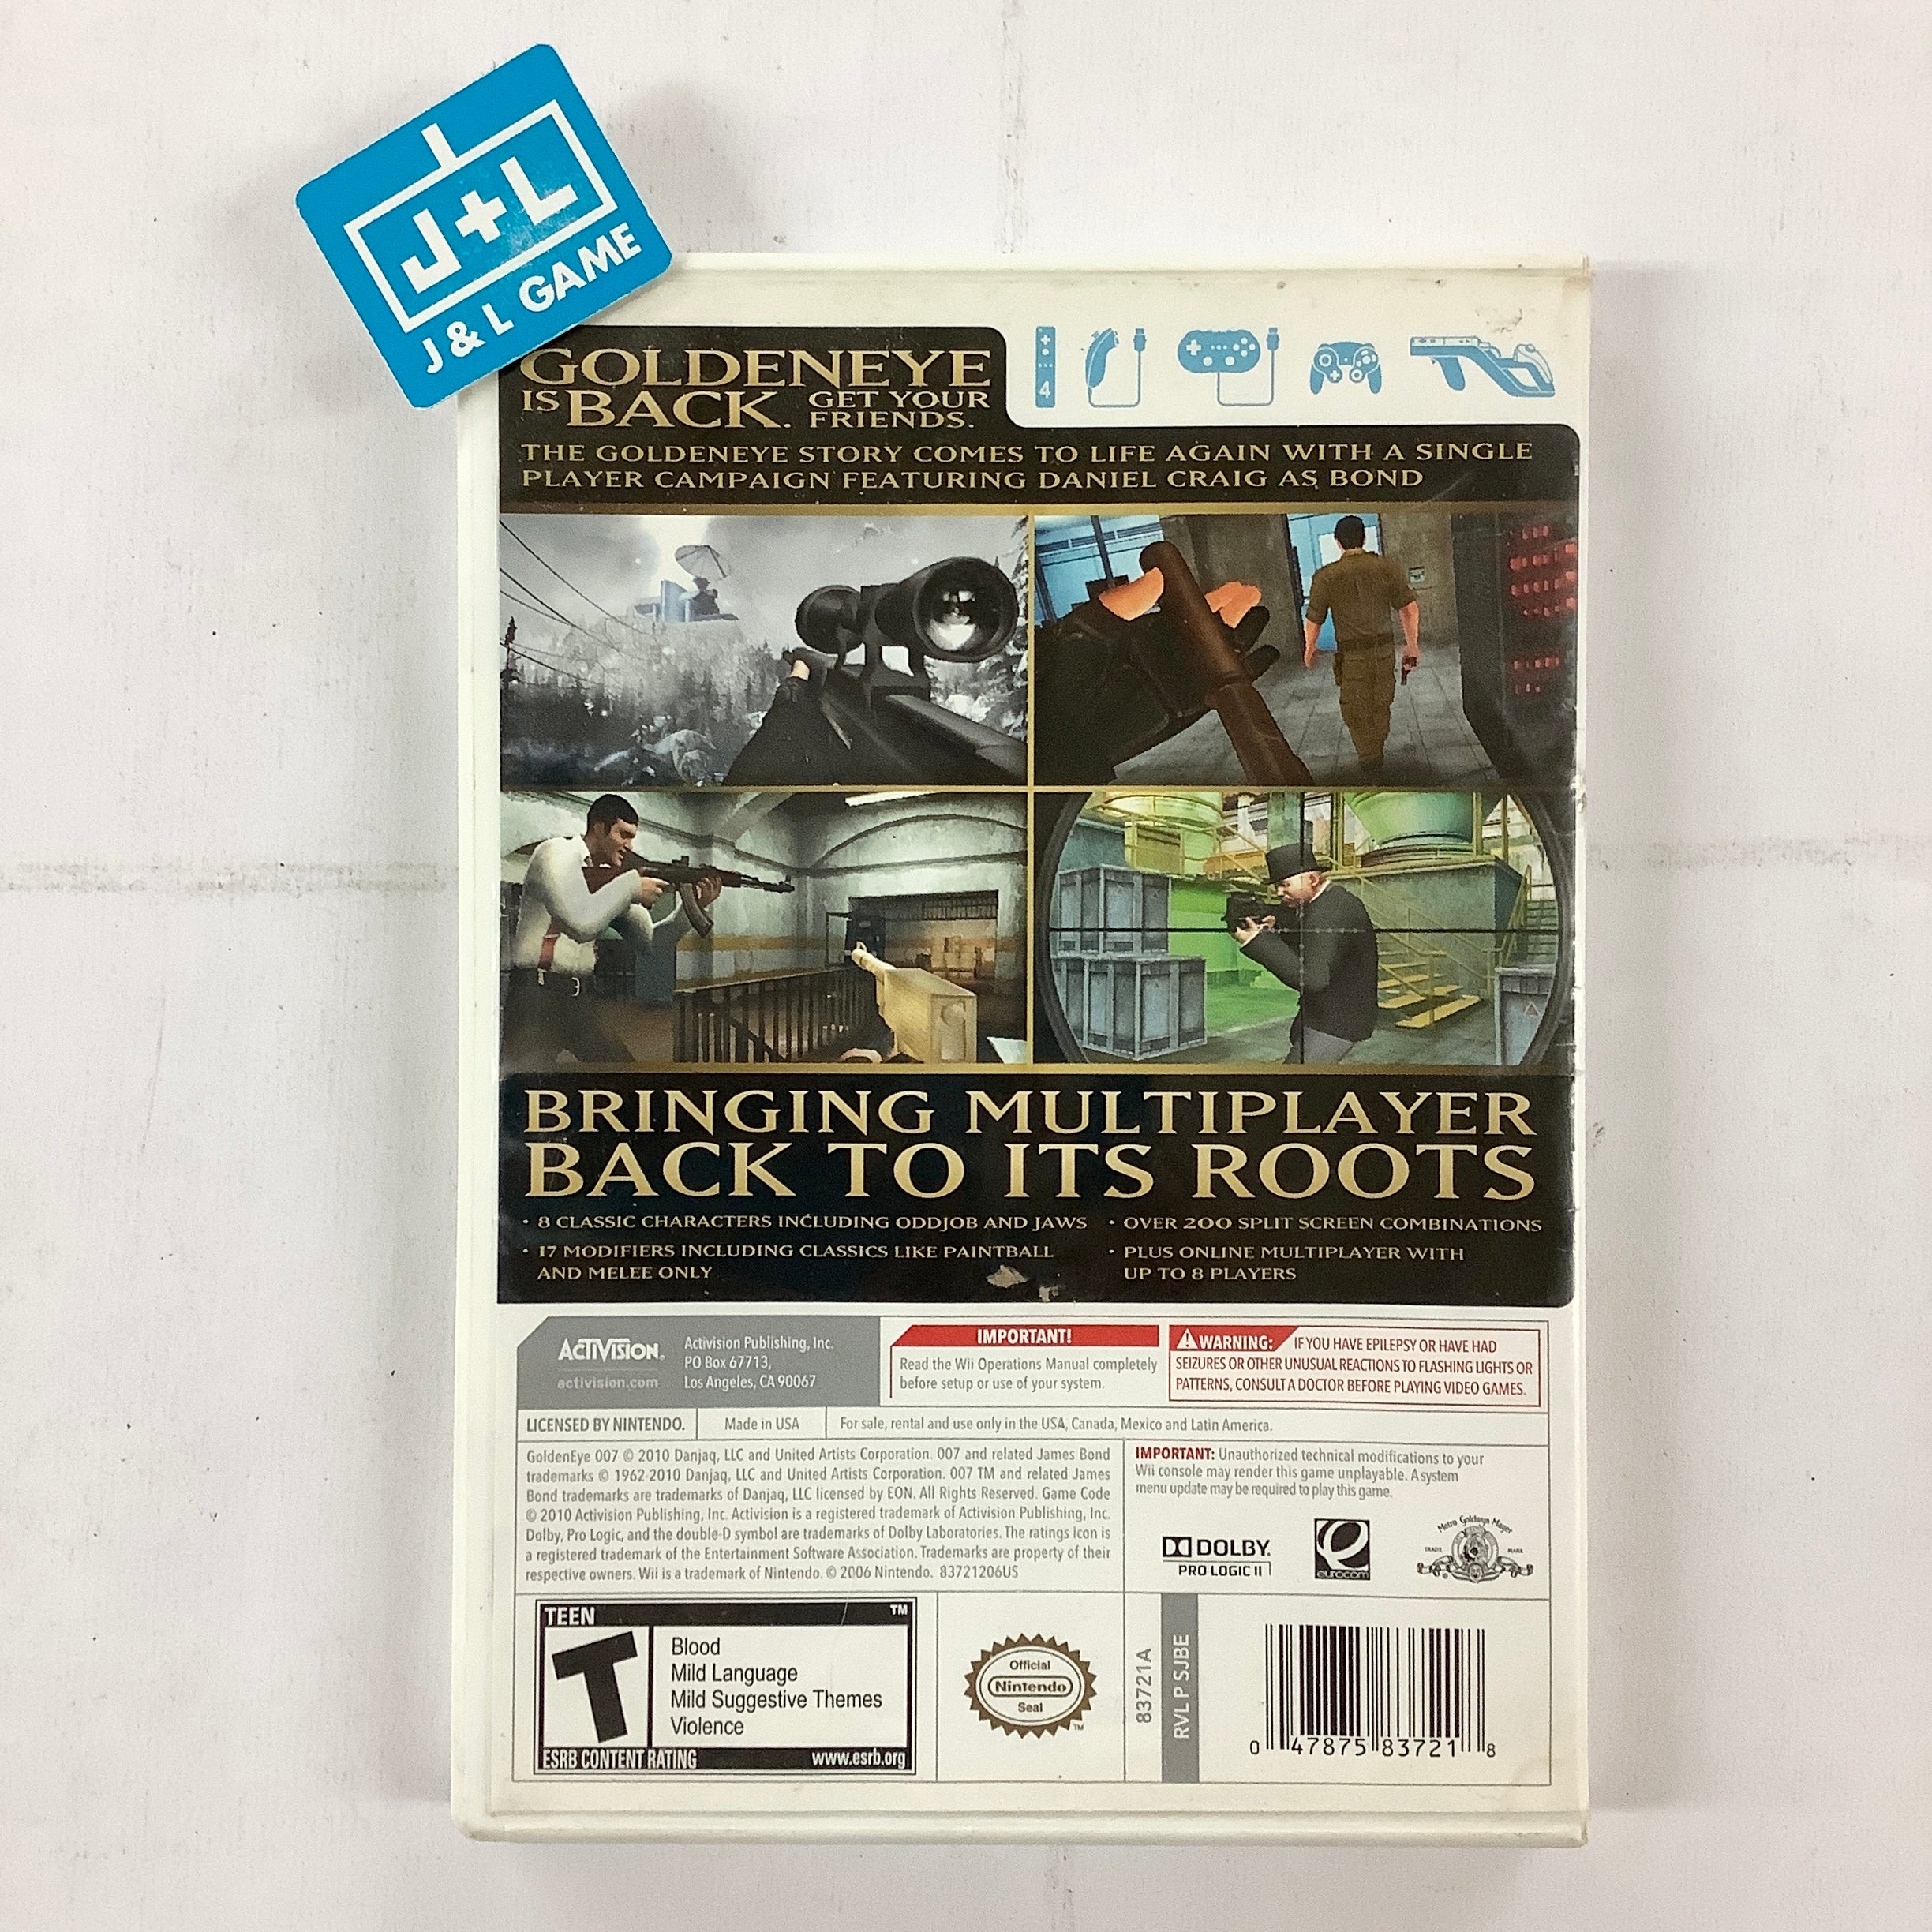 J+L
J & L GAME
GOLDENEYE
IS BACK. GET YOUR
FRIENDS.
4
THE GOLDENEYE STORY COMES TO LIFE AGAIN WITH A SINGLE
PLAYER CAMPAIGN FEATURING DANIEL CRAIG AS BOND
BRINGING MULTIPLAYER
BACK TO ITS ROOTS
• 8 CLASSIC CHARACTERS INCLUDING ODDJOB AND JAWS
• 17 MODIFIERS INCLUDING CLASSICS LIKE PAINTBALL
AND MELEE ONLY
• OVER 200 SPLIT SCREEN COMBINATIONS
• PLUS ONLINE MULTIPLAYER WITH
UP TO 8 PLAYERS
ACTIVISION.
activision.com
Activision Publishing, Inc.
PO Box 67713,
Los Angeles, CA 90067
IMPORTANT!
Read the Wii Operations Manual completely
before setup or use of your system.
WARNING: IF YOU HAVE EPILEPSY OR HAVE HAD
SEIZURES OR OTHER UNUSUAL REACTIONS TO FLASHING LIGHTS OR
PATTERNS, CONSULT A DOCTOR BEFORE PLAYING VIDEO GAMES.
LICENSED BY NINTENDO.
Made in USA
For sale, rental and use only in the USA, Canada, Mexico and Latin America.
GoldenEye 007 © 2010 Danjaq, LLC and United Artists Corporation. 007 and related James Bond
trademarks © 1962-2010 Danjaq, LLC and United Artists Corporation. 007 TM and related James
Bond trademarks are trademarks of Danjaq, LLC licensed by EON. All Rights Reserved. Game Code
© 2010 Activision Publishing, Inc. Activision is a registered trademark of Activision Publishing, Inc.
Dolby, Pro Logic, and the double-D symbol are trademarks of Dolby Laboratories. The ratings icon is
a registered trademark of the Entertainment Software Association. Trademarks are property of their
respective owners. Wii is a trademark of Nintendo. © 2006 Nintendo. 83721206US
IMPORTANT: Unauthorized technical modifications to your
Wii console may render this game unplayable. A system
menu update may be required to play this game.
DOLBY.
PRO LOGIC II
eurocom
Metro Goldwyn Mayer
TRADE MARK
TEEN ™
T
Blood
Mild Language
Mild Suggestive Themes
Violence
ESRB CONTENT RATING www.esrb.org
Official
Nintendo
Seal
™
83721A
RVL P SJBE
0 47875 83721 8